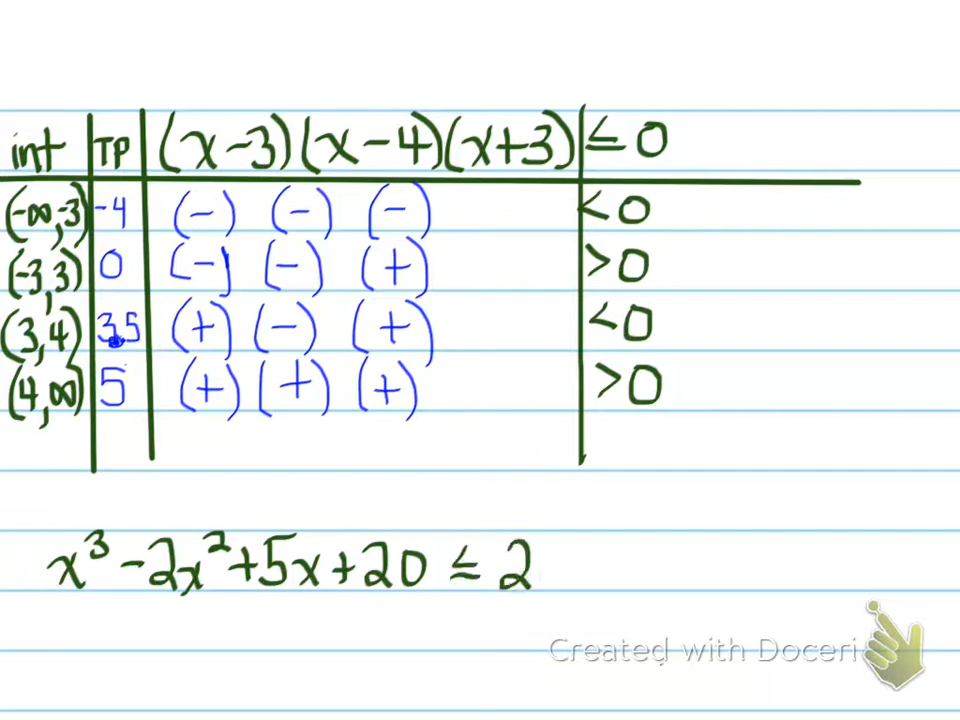 int TP (x-3)(x-4)(x+3) ≤ 0
(-∞,-3) -4 (-) (-) (-) <0
(-3,3) 0 (-) (-) (+) >0
(3,4) 3.5 (+) (-) (+) <0
(4,∞) 5 (+) (+) (+) >0
x³ -2x² +5x+20 ≤ 2
Created with Doceri